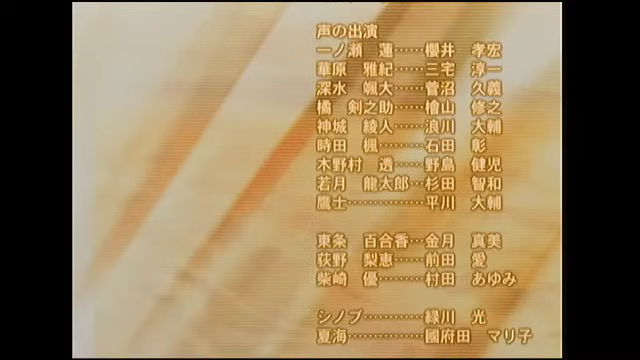 声の出演
一ノ瀬　蓮……櫻井　孝宏
華原　雅紀……三宅　淳一
深水　颯大……菅沼　久義
橘　剣之助……檜山　修之
神城　綾人……浪川　大輔
時田　楓………石田　彰
木野村　透……野島　健児
若月　龍太郎…杉田　智和
鷹士……………平川　大輔
東条　百合香…金月　真美
荻野　梨恵……前田　愛
柴崎　優………村田　あゆみ
シノブ…………緑川　光
夏海……………國府田　マリ子